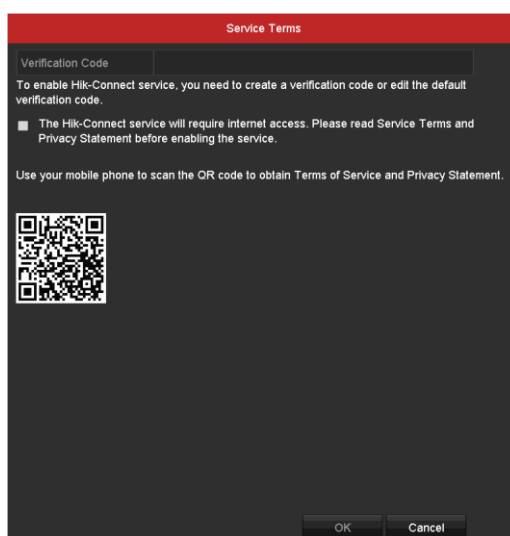 Service Terms
Verification Code
To enable Hik-Connect service, you need to create a verification code or edit the default
verification code.
The Hik-Connect service will require internet access. Please read Service Terms and
Privacy Statement before enabling the service.
Use your mobile phone to scan the QR code to obtain Terms of Service and Privacy Statement.
OK Cancel